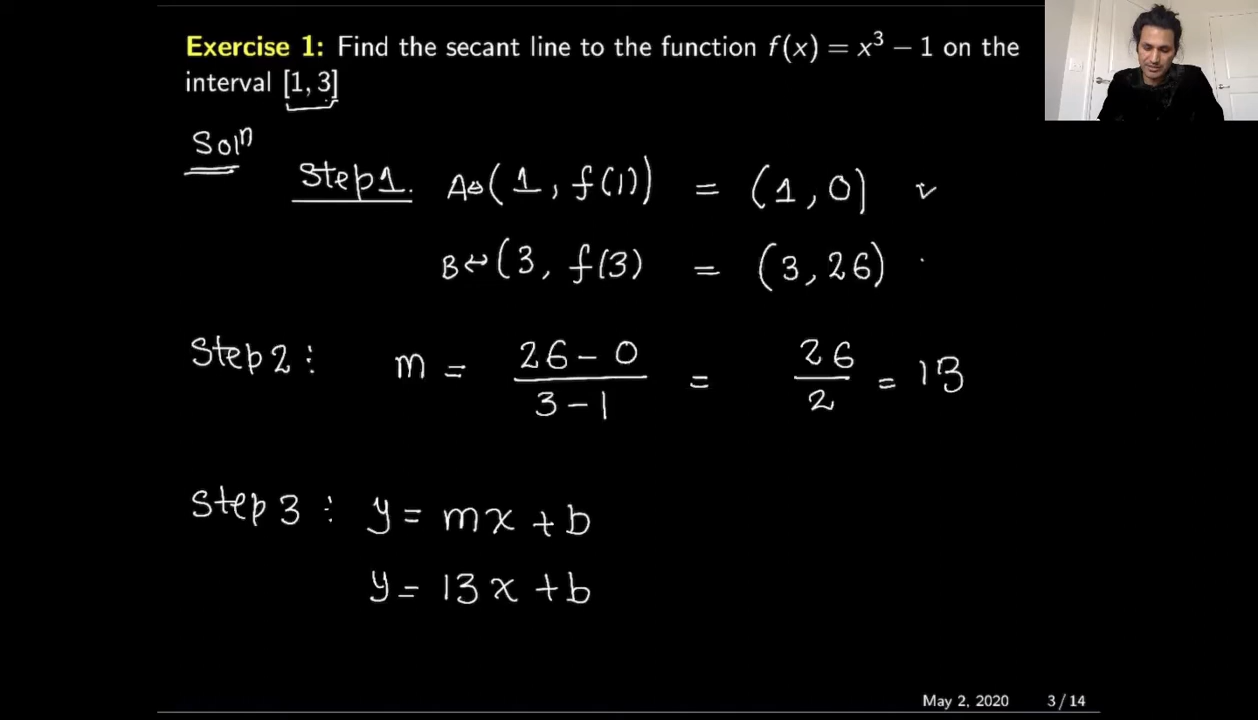 Exercise 1: Find the secant line to the function f(x) = x³ − 1 on the
interval [1, 3]
Solⁿ
Step1. A⇔(1, f(1)) = (1, 0)
B↔(3, f(3) = (3, 26)
Step2: m = (26 − 0)/(3 − 1) = 26/2 = 13
Step 3: y = mx + b
y = 13x + b
May 2, 2020 3 / 14